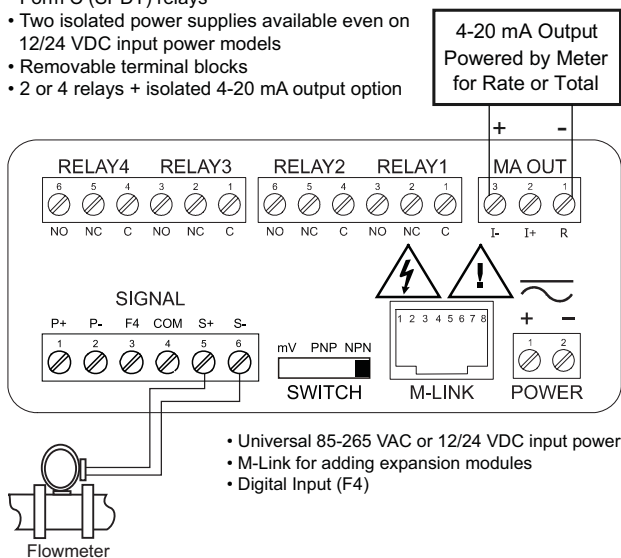 Form C (SPDT) relays
• Two isolated power supplies available even on
12/24 VDC input power models
• Removable terminal blocks
• 2 or 4 relays + isolated 4-20 mA output option
4-20 mA Output
Powered by Meter
for Rate or Total
+ -
RELAY4 RELAY3 RELAY2 RELAY1 MA OUT
6 5 4 3 2 1 6 5 4 3 2 1 3 2 1
NO NC C NO NC C NO NC C NO NC C I- I+ R
SIGNAL
P+ P- F4 COM S+ S-
1 2 3 4 5 6
mV PNP NPN
SWITCH
1 2 3 4 5 6 7 8
M-LINK
+ −
1 2
POWER
• Universal 85-265 VAC or 12/24 VDC input power
• M-Link for adding expansion modules
• Digital Input (F4)
Flowmeter